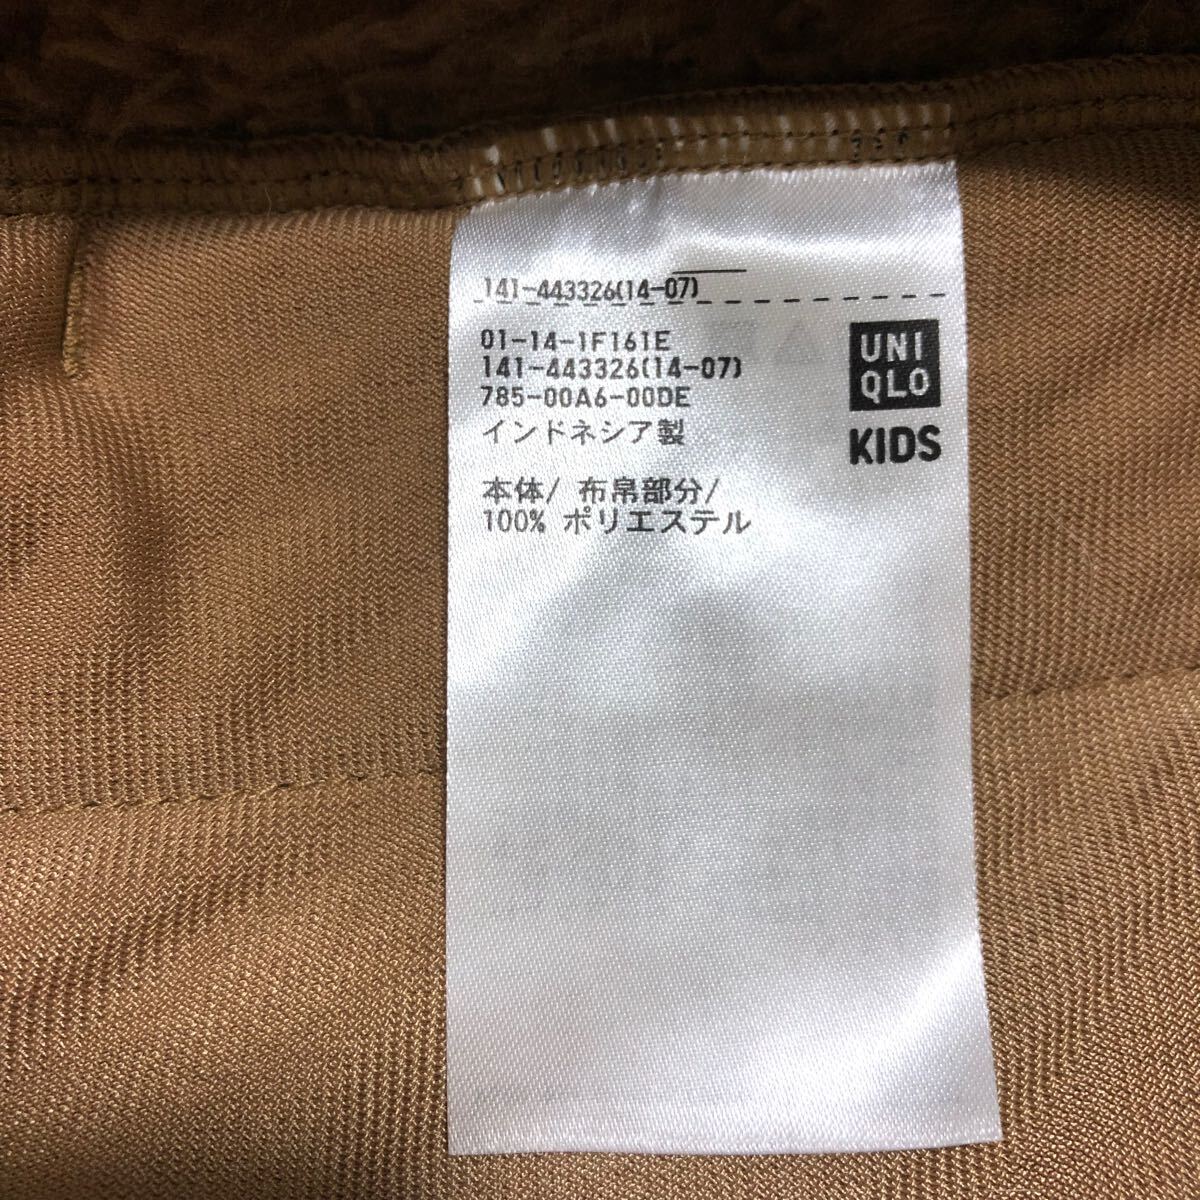 141-443326(14-07)
01-14-1F161E
141-443326(14-07)
785-00A6-00DE
インドネシア製
本体/ 布帛部分/
100% ポリエステル
UNI
QLO
KIDS